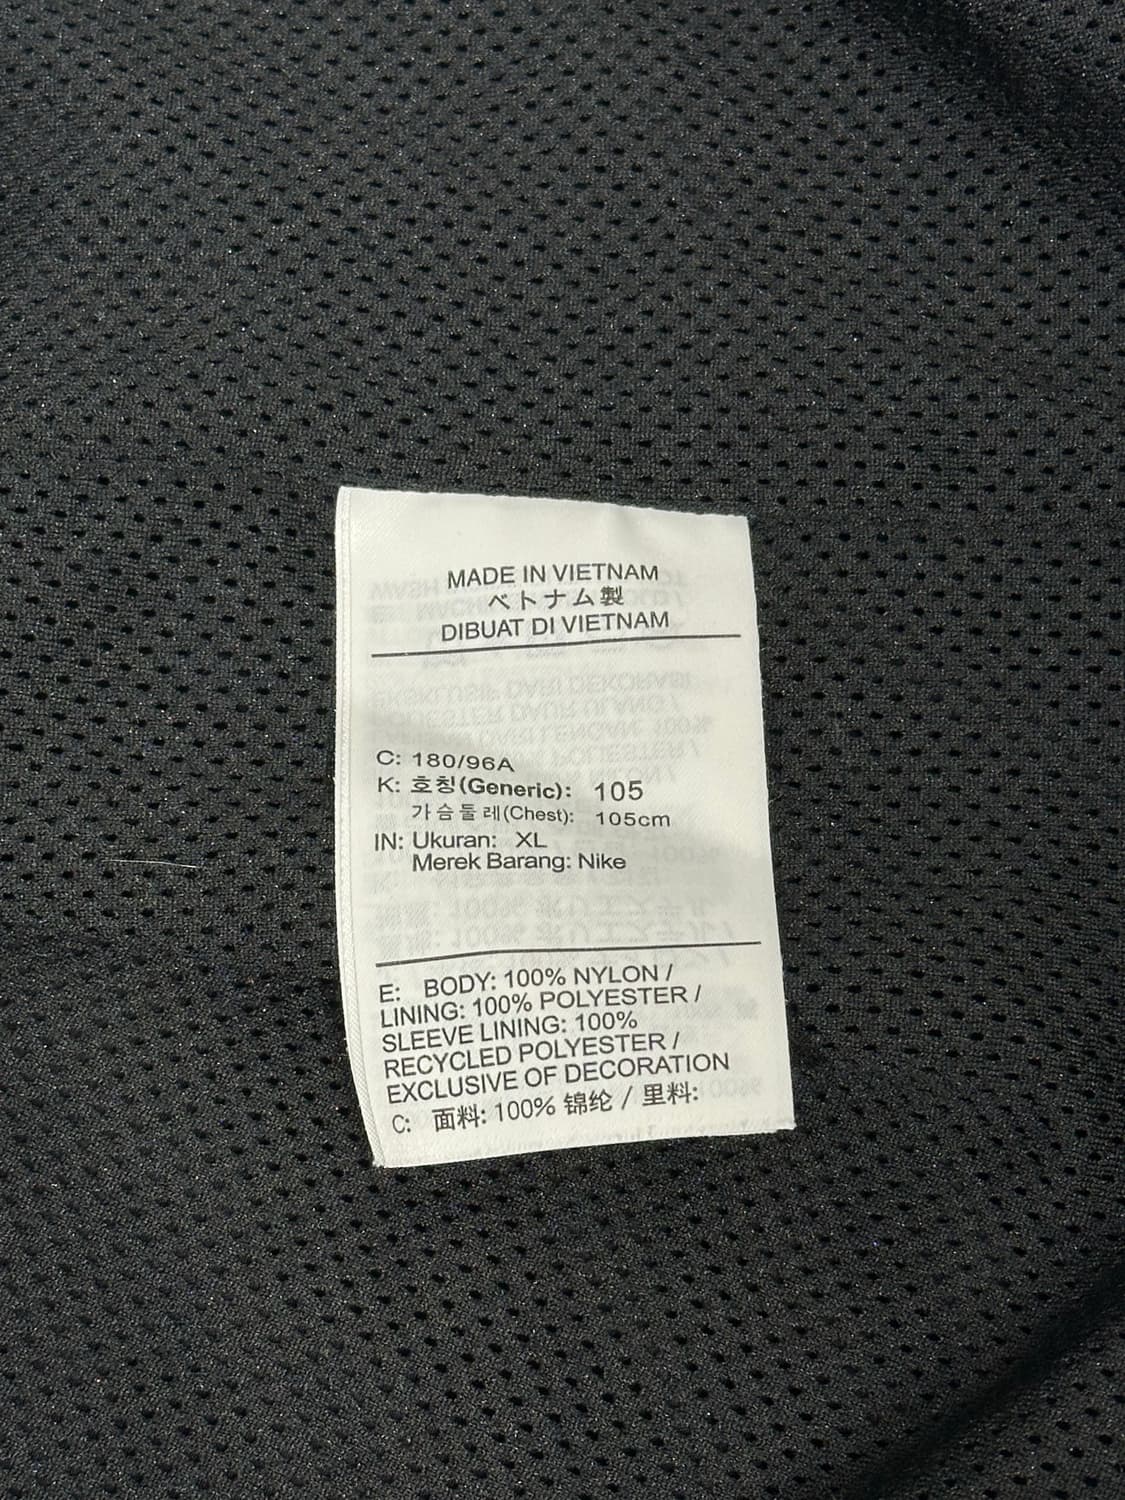 MADE IN VIETNAM
ベトナム製
DIBUAT DI VIETNAM
C: 180/96A
K: 호칭(Generic): 105
가슴둘레(Chest): 105cm
IN: Ukuran: XL
Merek Barang: Nike
E: BODY: 100% NYLON /
LINING: 100% POLYESTER /
SLEEVE LINING: 100%
RECYCLED POLYESTER /
EXCLUSIVE OF DECORATION
C: 面料: 100% 锦纶 / 里料: